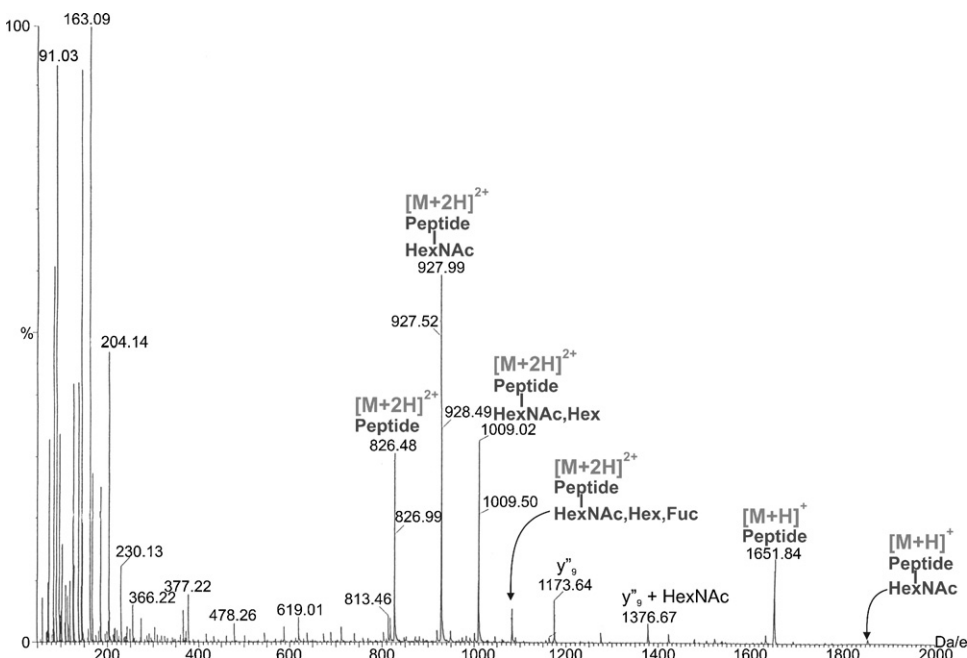 100
163.09
91.03
[M+2H]²⁺
Peptide
HexNAc
927.99
927.52
%
204.14
[M+2H]²⁺
Peptide
HexNAc,Hex
928.49
1009.02
[M+2H]²⁺
Peptide
826.48
[M+2H]²⁺
Peptide
HexNAc,Hex,Fuc
1009.50
826.99
[M+H]⁺
Peptide
1651.84
[M+H]⁺
Peptide
HexNAc
230.13
y"₉
1173.64
377.22
366.22
y"₉ + HexNAc
1376.67
478.26
619.01
813.46
0
200
400
600
800
1000
1200
1400
1600
1800
2000
Da/e